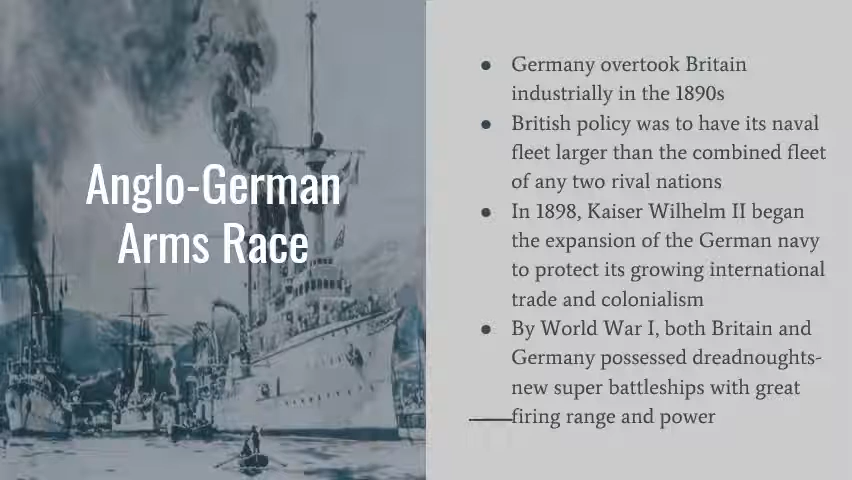 Anglo-German
Arms Race
● Germany overtook Britain
industrially in the 1890s
● British policy was to have its naval
fleet larger than the combined fleet
of any two rival nations
● In 1898, Kaiser Wilhelm II began
the expansion of the German navy
to protect its growing international
trade and colonialism
● By World War I, both Britain and
Germany possessed dreadnoughts-
new super battleships with great
firing range and power